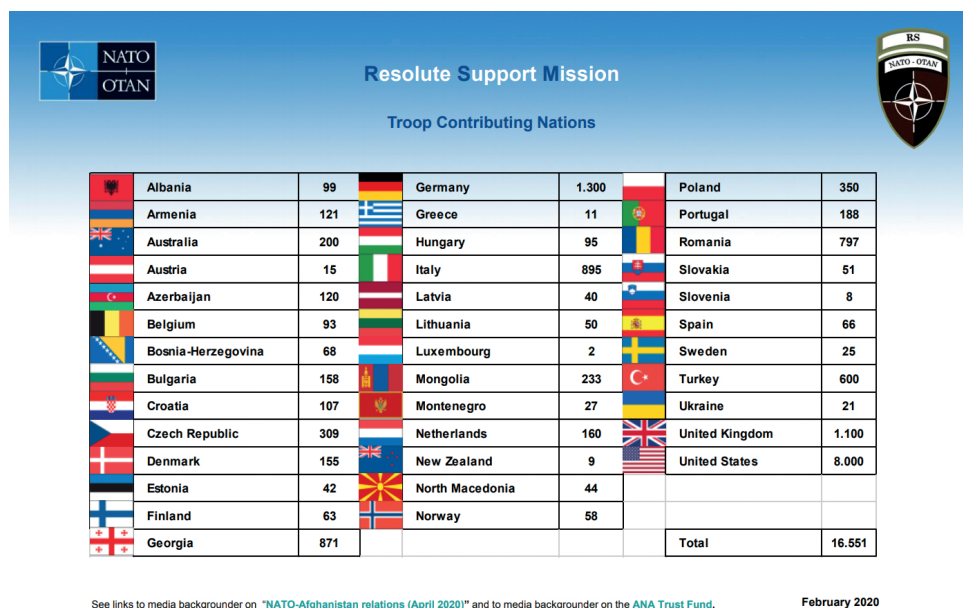 NATO
OTAN
RS
NATO - OTAN
Resolute Support Mission
Troop Contributing Nations
Albania 99 Germany 1.300 Poland 350
Armenia 121 Greece 11 Portugal 188
Australia 200 Hungary 95 Romania 797
Austria 15 Italy 895 Slovakia 51
Azerbaijan 120 Latvia 40 Slovenia 8
Belgium 93 Lithuania 50 Spain 66
Bosnia-Herzegovina 68 Luxembourg 2 Sweden 25
Bulgaria 158 Mongolia 233 Turkey 600
Croatia 107 Montenegro 27 Ukraine 21
Czech Republic 309 Netherlands 160 United Kingdom 1.100
Denmark 155 New Zealand 9 United States 8.000
Estonia 42 North Macedonia 44
Finland 63 Norway 58
Georgia 871 Total 16.551
See links to media backgrounder on "NATO-Afghanistan relations (April 2020)" and to media backgrounder on the ANA Trust Fund.
February 2020